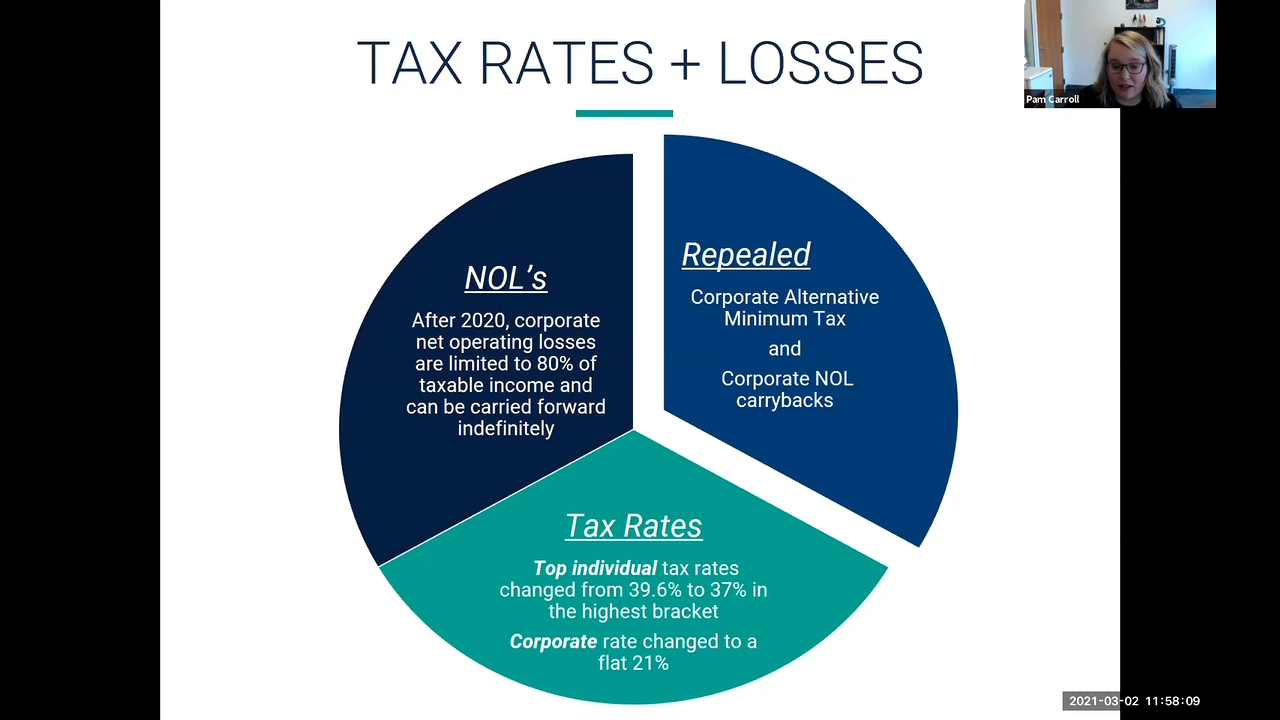 TAX RATES + LOSSES
Pam Carroll
NOL’s
After 2020, corporate
net operating losses
are limited to 80% of
taxable income and
can be carried forward
indefinitely
Repealed
Corporate Alternative
Minimum Tax
and
Corporate NOL
carrybacks
Tax Rates
Top individual tax rates
changed from 39.6% to 37% in
the highest bracket
Corporate rate changed to a
flat 21%
2021-03-02 11:58:09